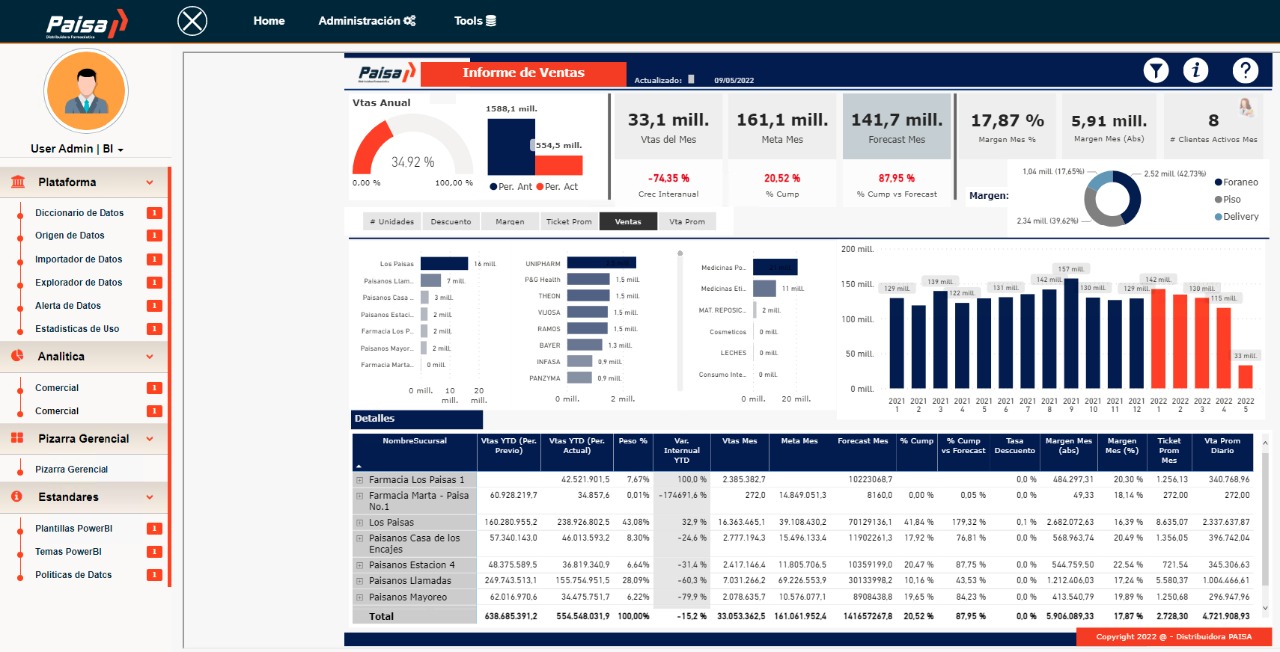 Paisa
Distribuidora Farmacéutica
Home
Administración
Tools
User Admin | BI
Plataforma
Diccionario de Datos 1
Origen de Datos 1
Importador de Datos 1
Explorador de Datos 1
Alerta de Datos 1
Estadisticas de Uso 1
Analitica
Comercial 1
Comercial 1
Pizarra Gerencial
Pizarra Gerencial
Estandares
Plantillas PowerBI 1
Temas PowerBI 1
Politicas de Datos 1
Paisa
Informe de Ventas
Actualizado: 09/05/2022
i
?
Vtas Anual
34,92 %
0.00 % 100,00 %
1588,1 mill.
554,5 mill.
Per. Ant Per. Act
33,1 mill.
Vtas del Mes
-74,35 %
Crec Interanual
161,1 mill.
Meta Mes
20,52 %
% Cump
141,7 mill.
Forecast Mes
87,95 %
% Cump vs Forecast
17,87 %
Margen Mes %
5,91 mill.
Margen Mes (Abs)
8
# Clientes Activos Mes
Margen:
1,04 mill. (17,65%)
2,52 mill. (42,73%)
2,34 mill. (39,62%)
Foraneo
Piso
Delivery
# Unidades Descuento Margen Ticket Prom Ventas Vta Prom
Los Paisas 16 mill.
Paisanos Llam... 7 mill.
Paisanos Casa ... 3 mill.
Paisanos Estaci... 2 mill.
Farmacia Los P... 2 mill.
Paisanos Mayor... 2 mill.
Farmacia Marta... 0 mill.
0 mill. 10 mill. 20 mill.
UNIPHARM
P&G Health 1.5 mill.
THEON 1.5 mill.
VIJOSA 1.5 mill.
RAMOS 1.5 mill.
BAYER 1.3 mill.
INFASA 0,9 mill.
PANZYMA 0,9 mill.
0 mill. 2 mill.
Medicinas Po...
Medicinas Eti... 11 mill.
MAT. REPOSIC... 2 mill.
Cosmeticos 0 mill.
LECHES 0 mill.
Consumo Inte... 0 mill.
0 mill. 20 mill.
200 mill.
150 mill.
100 mill.
50 mill.
0 mill.
129 mill. 139 mill. 122 mill. 131 mill. 142 mill. 157 mill. 130 mill. 129 mill. 142 mill. 130 mill. 115 mill. 33 mill.
2021 2021 2021 2021 2021 2021 2021 2021 2021 2021 2021 2021 2022 2022 2022 2022 2022
1 2 3 4 5 6 7 8 9 10 11 12 1 2 3 4 5
Detalles
NombreSucursal Vtas YTD (Per. Previo) Vtas YTD (Per. Actual) Peso % Var. Internual YTD Vtas Mes Meta Mes Forecast Mes % Cump % Cump vs Forecast Tasa Descuento Margen Mes (abs) Margen Mes (%) Ticket Prom Mes Vta Prom Diario
Farmacia Los Paisas 1 42.521.901,5 7,67% 100.0 % 2.385.382,7 10223068,7 0,0 % 484.297,31 20,30 % 1.256,13 340.768,96
Farmacia Marta - Paisa No.1 60.928.219,7 34.857,6 0,01% -174691.6 % 272,0 14.849.051,3 8160,0 0,00 % 0,05 % 0,0 % 49,33 18,14 % 272,00 272,00
Los Paisas 160.280.955,2 238.926.802,5 43,08% 32.9 % 16.363.465,1 39.108.430,2 70129136,1 41,84 % 179,32 % 0,1 % 2.682.072,63 16,39 % 8.635,07 2.337.637,87
Paisanos Casa de los Encajes 57.340.143,0 46.013.593,2 8,30% -24.6 % 2.777.194,3 15.496.133,4 11902261,3 17,92 % 76,81 % 0,0 % 568.963,74 20,49 % 1.356,05 396.742,04
Paisanos Estacion 4 48.375.589,5 36.819.340,9 6,64% -31.4 % 2.417.146,4 11.805.706,5 10359199,0 20,47 % 87,75 % 0,0 % 544.759,50 22,54 % 721,54 345.306,63
Paisanos Llamadas 249.743.513,1 155.754.951,5 28,09% -60.3 % 7.031.266,2 69.226.553,9 30133998,2 10,16 % 43,53 % 0,0 % 1.212.406,03 17,24 % 5.580,37 1.004.466,61
Paisanos Mayoreo 62.016.970,6 34.475.751,7 6,22% -79.9 % 2.078.635,7 10.576.077,1 8908438,8 19,65 % 84,23 % 0,0 % 413.540,79 19,89 % 1.250,68 296.947,96
Total 638.685.391,2 554.548.031,9 100,00% -15,2 % 33.053.362,5 161.061.952,4 141657267,8 20,52 % 87,95 % 0,0 % 5.906.089,33 17,87 % 2.728,30 4.721.908,93
Copyright 2022 @ - Distribuidora PAISA